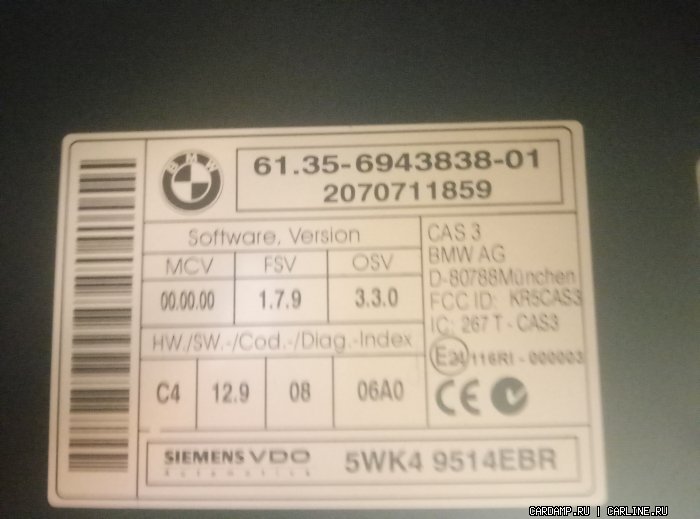 BMW
61.35-6943838-01
2070711859
Software, Version
MCV FSV OSV
00.00.00 1.7.9 3.3.0
HW./SW.-/Cod.-/Diag.-Index
C4 12.9 08 06A0
CAS 3
BMW AG
D-80788München
FCC ID: KR5CAS3
IC: 267 T - CAS3
E24 116RI - 000003
CE
SIEMENS VDO
Automotive
5WK4 9514EBR
CARDAMP.RU | CARLINE.RU